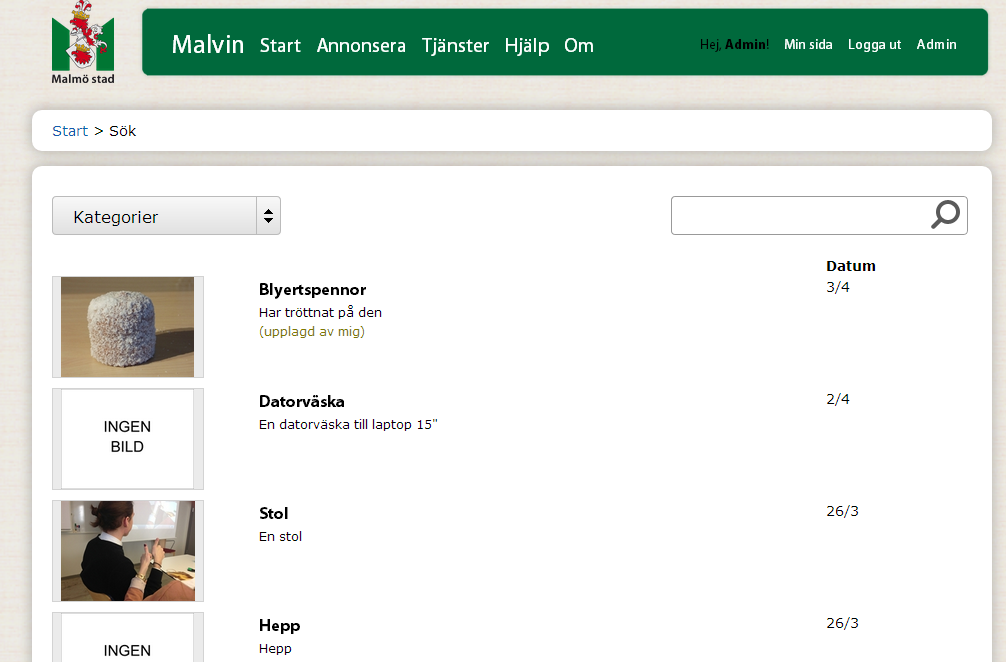 Malmö stad
Malvin Start Annonsera Tjänster Hjälp Om
Hej, Admin! Min sida Logga ut Admin
Start > Sök
Kategorier
Datum
Blyertspennor
3/4
Har tröttnat på den
(upplagd av mig)
INGEN
BILD
Datorväska
2/4
En datorväska till laptop 15"
Stol
26/3
En stol
INGEN
Hepp
26/3
Hepp